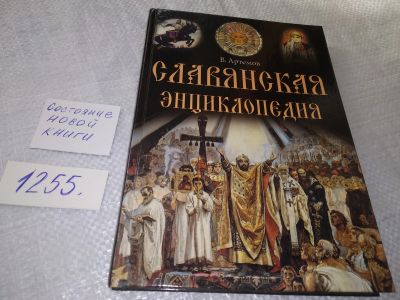 В. Артемов
СЛАВЯНСКАЯ
ЭНЦИКЛОПЕДИЯ
Состояние
новой
книги
1255.